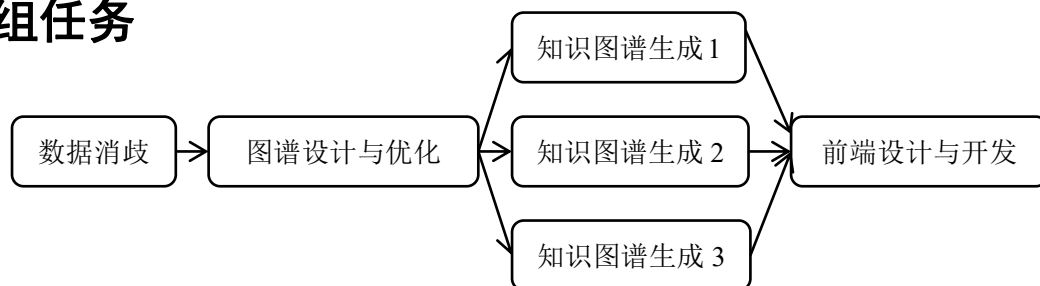 组任务
知识图谱生成1
数据消歧
图谱设计与优化
知识图谱生成 2
前端设计与开发
知识图谱生成 3